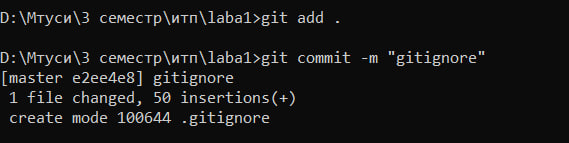 D:\Мтуси\3 семестр\итп\laba1>git add .
D:\Мтуси\3 семестр\итп\laba1>git commit -m "gitignore"
[master e2ee4e8] gitignore
 1 file changed, 50 insertions(+)
 create mode 100644 .gitignore